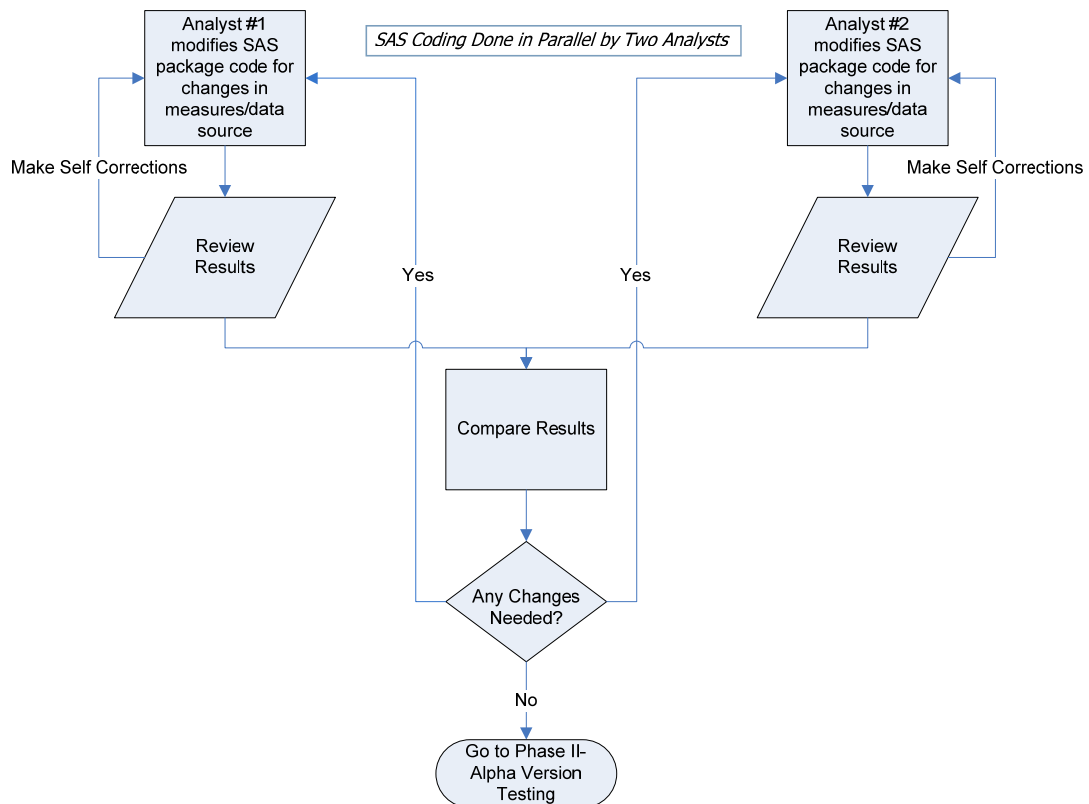 Analyst #1
modifies SAS
package code for
changes in
measures/data
source
SAS Coding Done in Parallel by Two Analysts
Analyst #2
modifies SAS
package code for
changes in
measures/data
source
Make Self Corrections
Make Self Corrections
Review
Results
Review
Results
Yes
Yes
Compare Results
Any Changes
Needed?
No
Go to Phase II-
Alpha Version
Testing